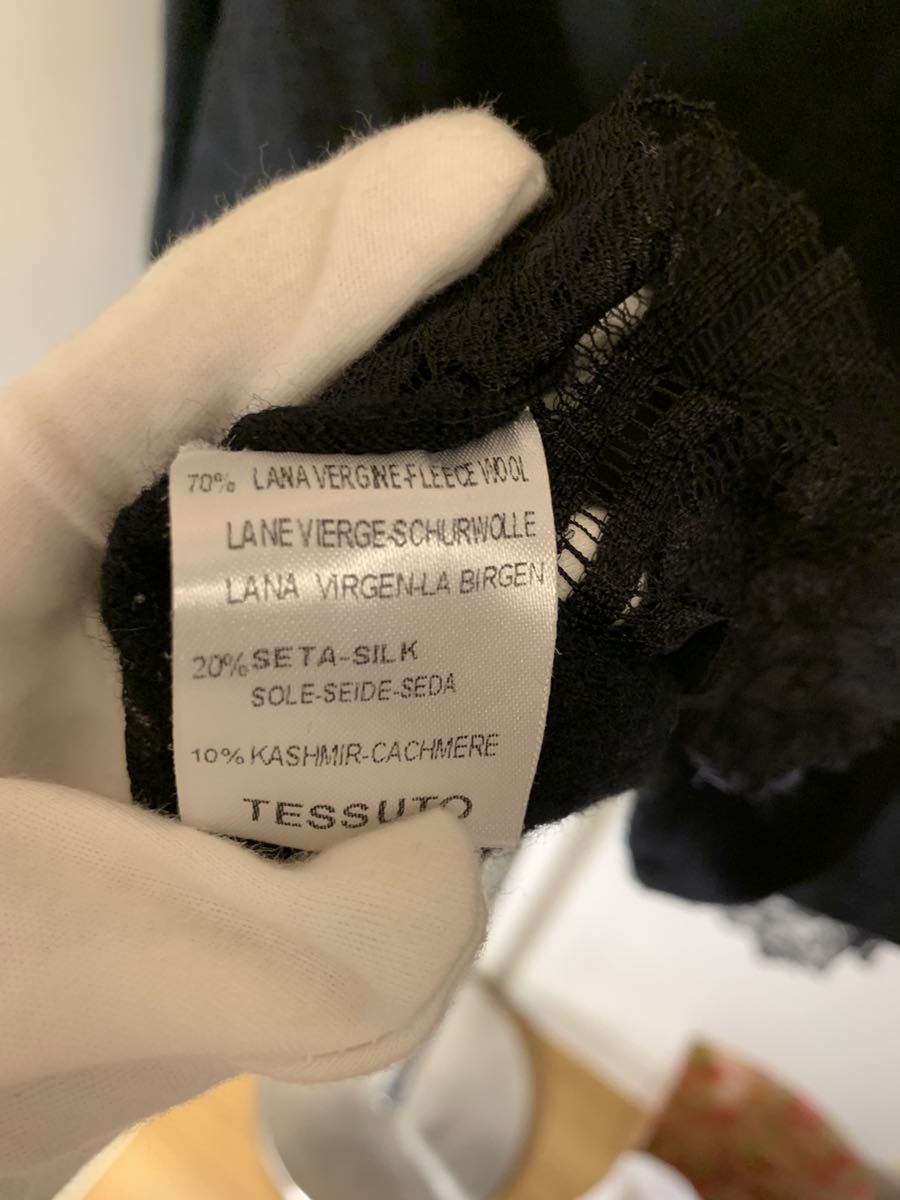 70% LANA VERGINE-FLEECE WOOL
LANE VIERGE-SCHURWOLLE
LANA VIRGEN-LA BIRGEN
20% SETA-SILK
SOLE-SEIDE-SEDA
10% KASHMIR-CACHMERE
TESSUTO